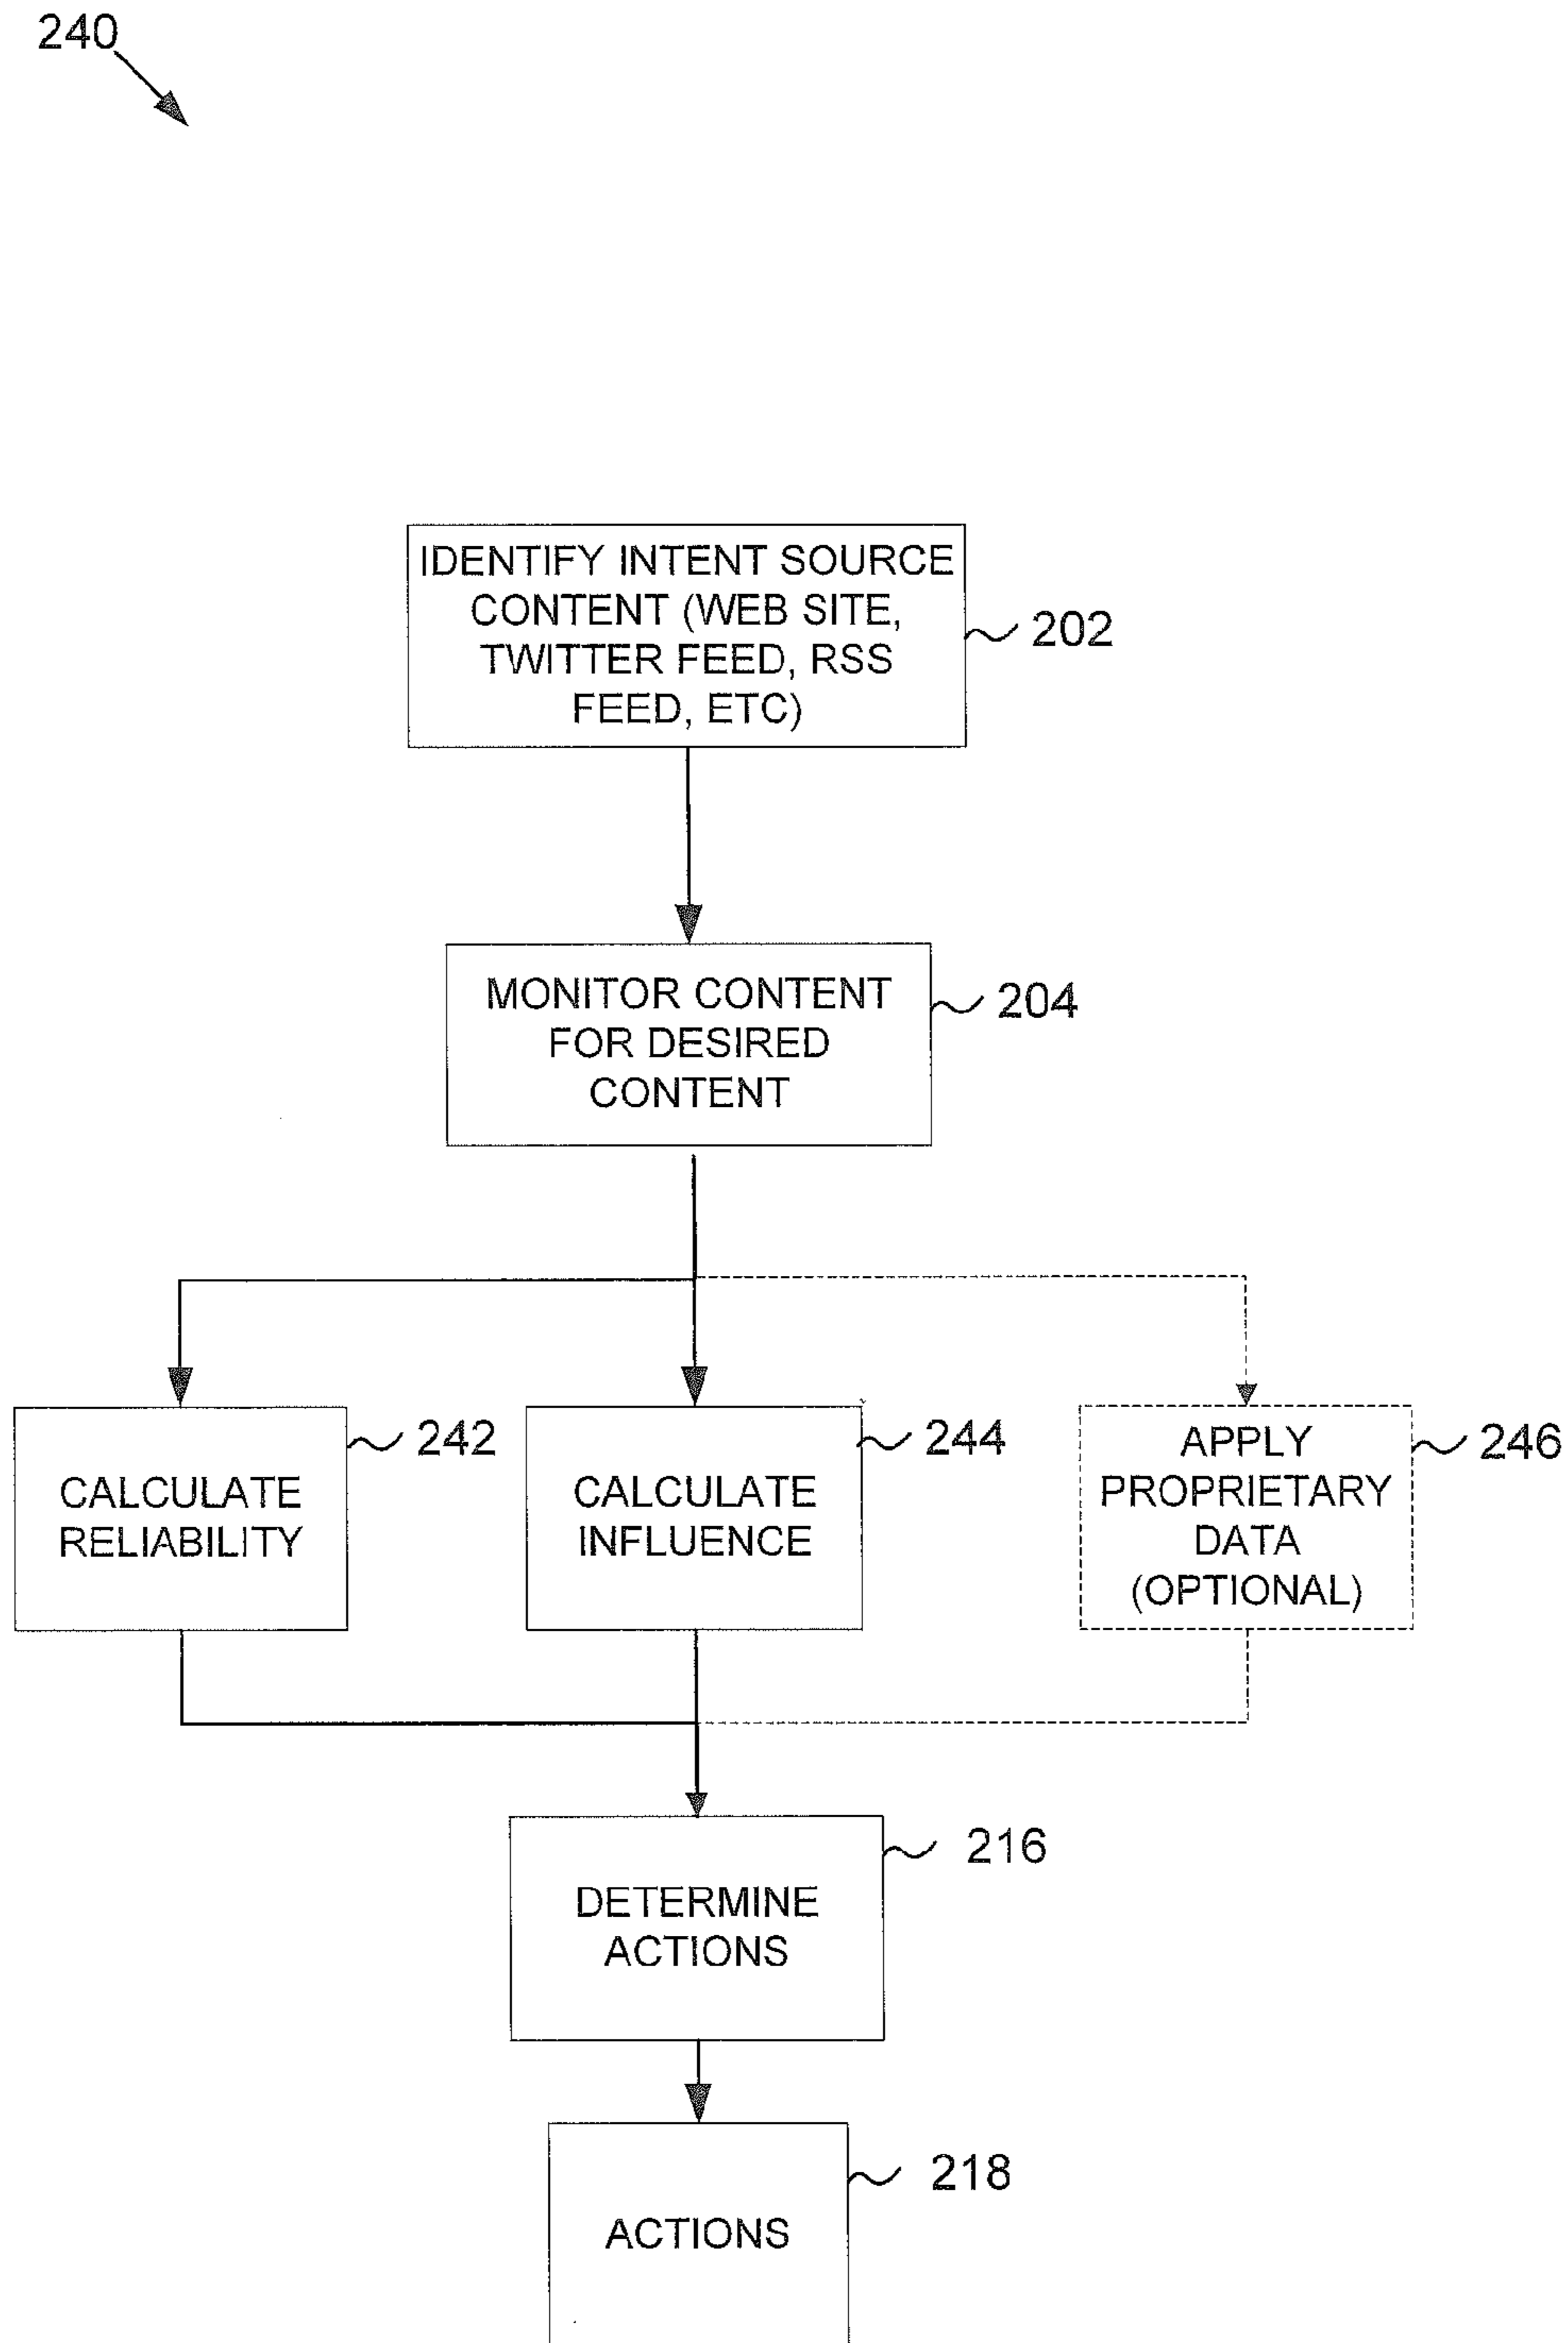 240
IDENTIFY INTENT SOURCE
CONTENT (WEB SITE,
TWITTER FEED, RSS
FEED, ETC)
202
MONITOR CONTENT
FOR DESIRED
CONTENT
204
CALCULATE
RELIABILITY
242
CALCULATE
INFLUENCE
244
APPLY
PROPRIETARY
DATA
(OPTIONAL)
246
DETERMINE
ACTIONS
216
ACTIONS
218